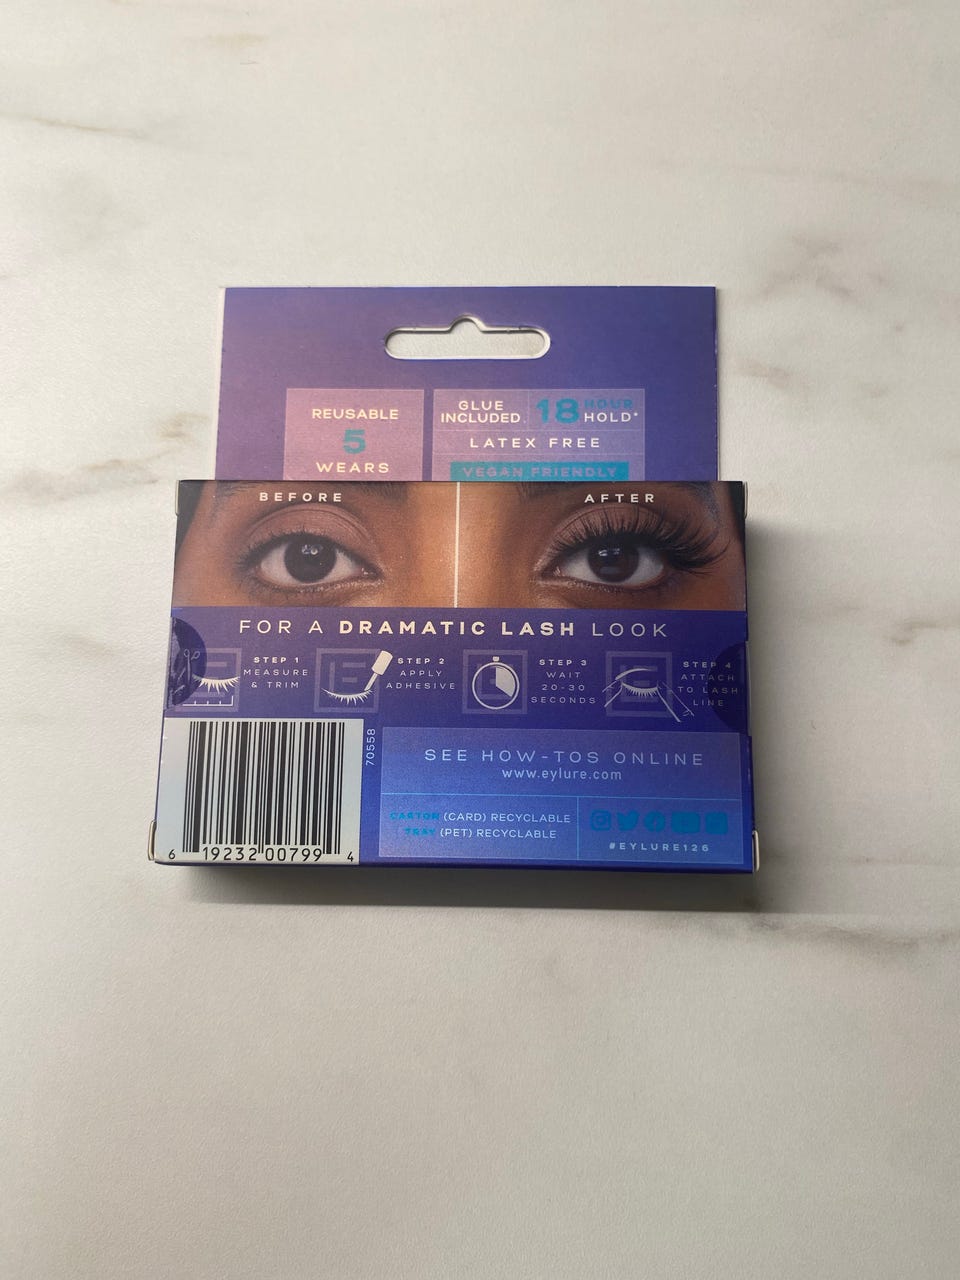 REUSABLE
5
WEARS
GLUE
INCLUDED
18 HOUR
HOLD*
LATEX FREE
VEGAN FRIENDLY
BEFORE
AFTER
FOR A DRAMATIC LASH LOOK
STEP 1
MEASURE
& TRIM
STEP 2
APPLY
ADHESIVE
STEP 3
WAIT
20-30
SECONDS
STEP 4
ATTACH
TO LASH
LINE
70558
6 19232 00799 4
SEE HOW-TOS ONLINE
www.eylure.com
CARTON (CARD) RECYCLABLE
TRAY (PET) RECYCLABLE
#EYLURE126